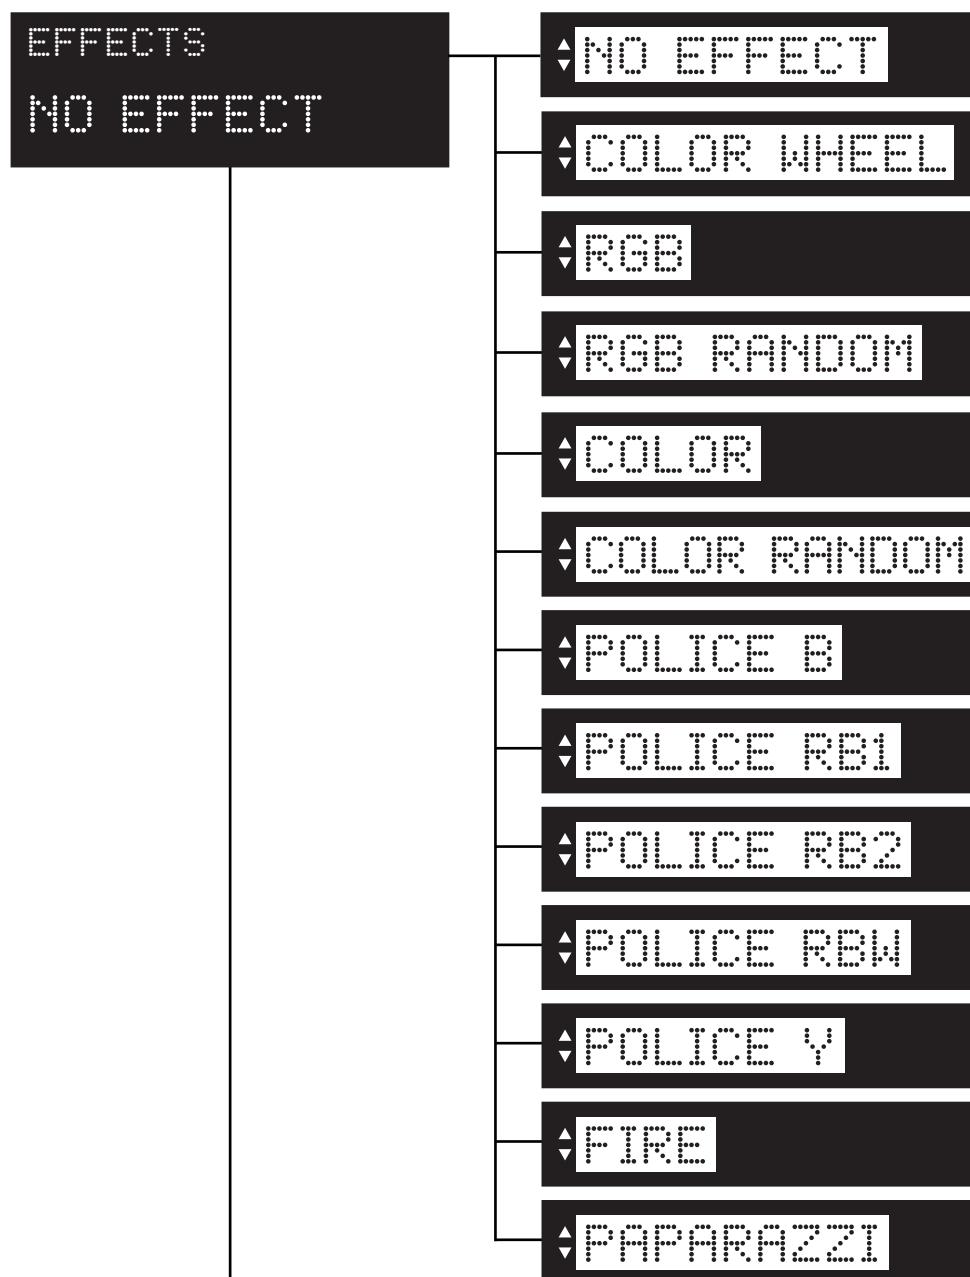 EFFECTS
NO EFFECT
NO EFFECT
COLOR WHEEL
RGB
RGB RANDOM
COLOR
COLOR RANDOM
POLICE B
POLICE RB1
POLICE RB2
POLICE RBW
POLICE Y
FIRE
PAPARAZZI